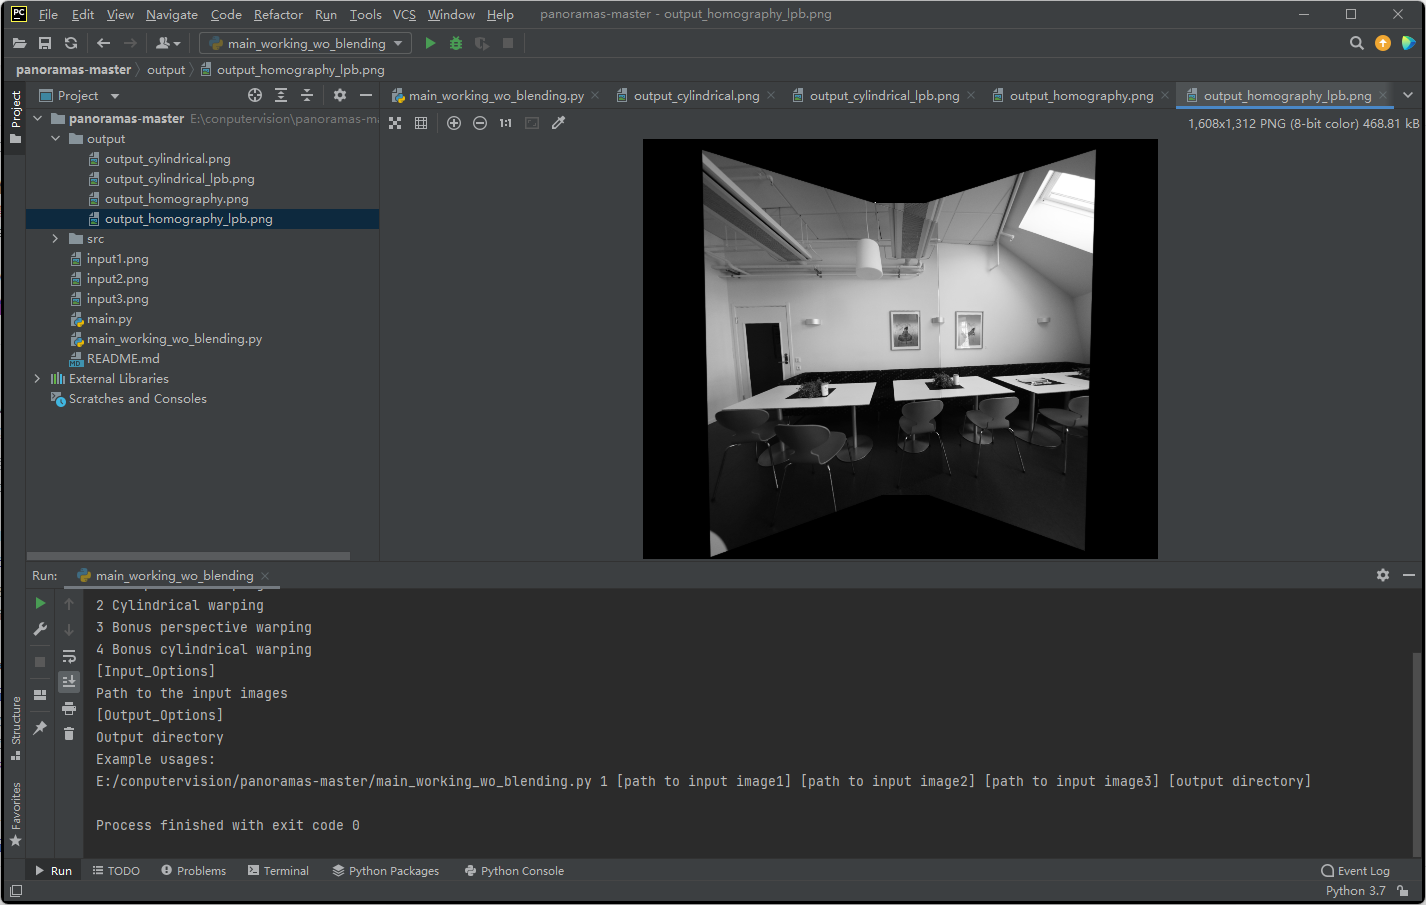 PC File Edit View Navigate Code Refactor Run Tools VCS Window Help panoramas-master - output_homography_lpb.png
main_working_wo_blending
panoramas-master output output_homography_lpb.png
Project
Project
main_working_wo_blending.py output_cylindrical.png output_cylindrical_lpb.png output_homography.png output_homography_lpb.png
1:1
1,608x1,312 PNG (8-bit color) 468.81 kB
panoramas-master E:\conputervision\panoramas-m
output
output_cylindrical.png
output_cylindrical_lpb.png
output_homography.png
output_homography_lpb.png
src
input1.png
input2.png
input3.png
main.py
main_working_wo_blending.py
MD README.md
External Libraries
Scratches and Consoles
Run: main_working_wo_blending
2 Cylindrical warping
3 Bonus perspective warping
4 Bonus cylindrical warping
[Input_Options]
Path to the input images
[Output_Options]
Output directory
Example usages:
E:/conputervision/panoramas-master/main_working_wo_blending.py 1 [path to input image1] [path to input image2] [path to input image3] [output directory]
Process finished with exit code 0
Structure
Favorites
Run TODO Problems Terminal Python Packages Python Console Event Log
Python 3.7